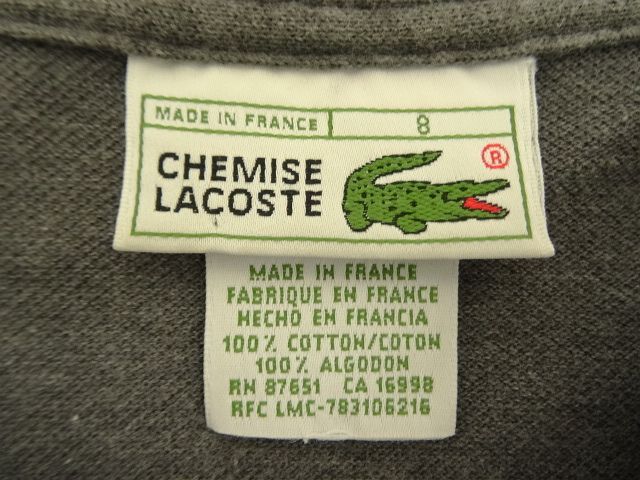 MADE IN FRANCE 8
CHEMISE
LACOSTE
®
MADE IN FRANCE
FABRIQUE EN FRANCE
HECHO EN FRANCIA
100% COTTON/COTON
100% ALGODON
RN 87651 CA 16998
RFC LMC-783106216